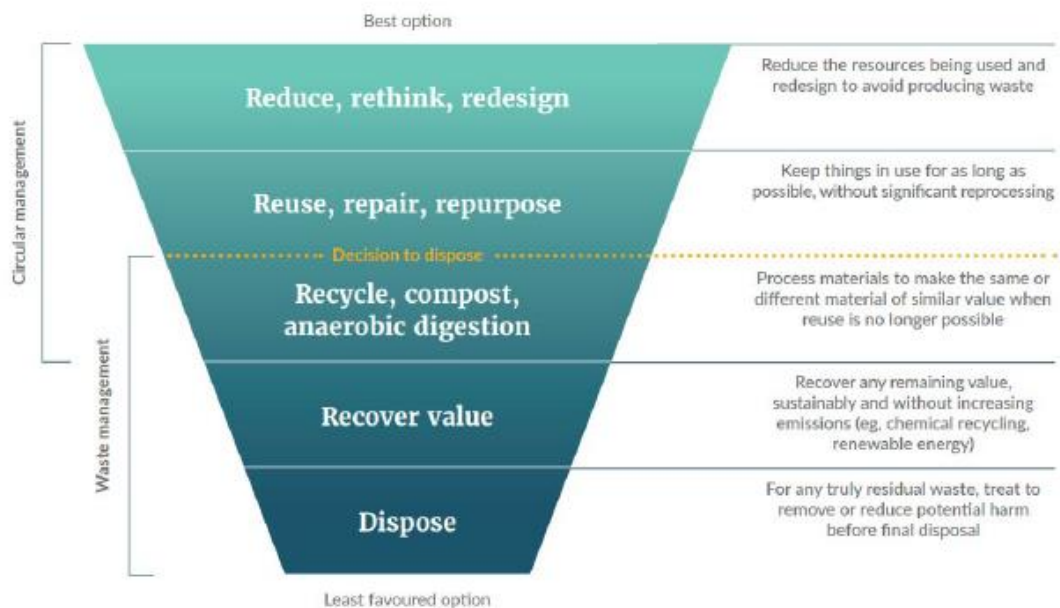 Best option
Circular management
Reduce, rethink, redesign
Reduce the resources being used and
redesign to avoid producing waste
Reuse, repair, repurpose
Keep things in use for as long as
possible, without significant reprocessing
Decision to dispose
Waste management
Recycle, compost,
anaerobic digestion
Process materials to make the same or
different material of similar value when
reuse is no longer possible
Recover value
Recover any remaining value,
sustainably and without increasing
emissions (eg, chemical recycling,
renewable energy)
Dispose
For any truly residual waste, treat to
remove or reduce potential harm
before final disposal
Least favoured option